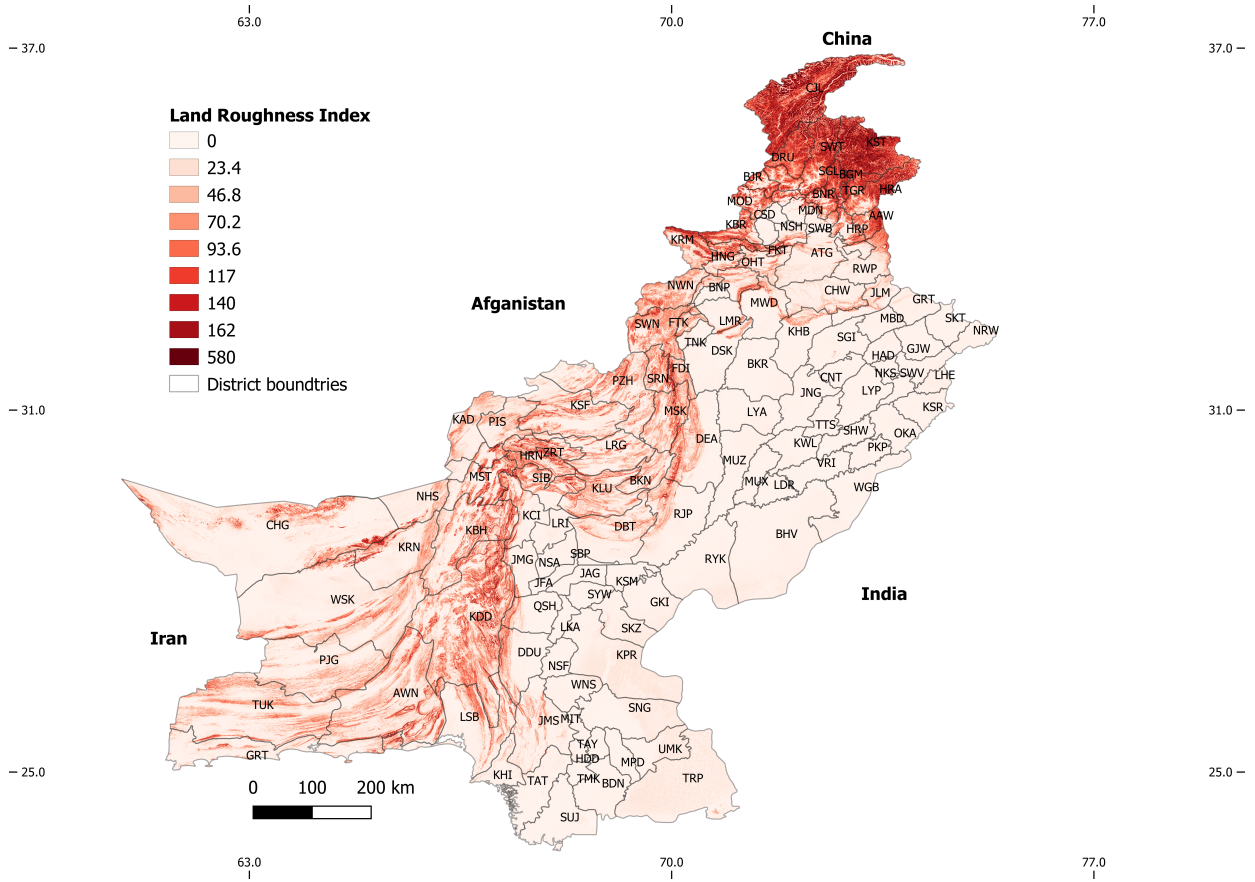 63.0 70.0 77.0
China
37.0 37.0
CJL
Land Roughness Index
0
23.4
46.8
70.2
93.6
117
140
162
580
District boundtries
KST
SWT
DRU
SGL BGM
BJR
BNR TGR HRA
MOD
CSD MDN AAW
KBR NSH SWB HRP
KRM
HNG OHT FKT ATG
RWP
NWN BNP CHW JLM
Afganistan
MWD GRT
SWN FTK LMR KHB MBD SKT
SGI NRW
TNK DSK HAD GJW
BKR
FDI
PZH SRN CNT NKS SWV LHE
JNG LYP
31.0 31.0
KSF MSK LYA KSR
KAD PIS TTS SHW OKA
LRG DEA KWL PKP
HRN ZRT MUZ VRI
MST SIB KLU BKN MUX LDR WGB
NHS
KCI RJP
CHG KBH LRI DBT BHV
KRN
JMG NSA SBP RYK
JAG
JFA KSM
WSK SYW India
QSH GKI
KDD LKA SKZ
Iran
PJG DDU NSF KPR
AWN WNS
TUK SNG
LSB JMS MIT
TAY UMK
GRT HDD MPD
25.0 KHI TAT TMK BDN TRP 25.0
0 100 200 km
SUJ
63.0 70.0 77.0